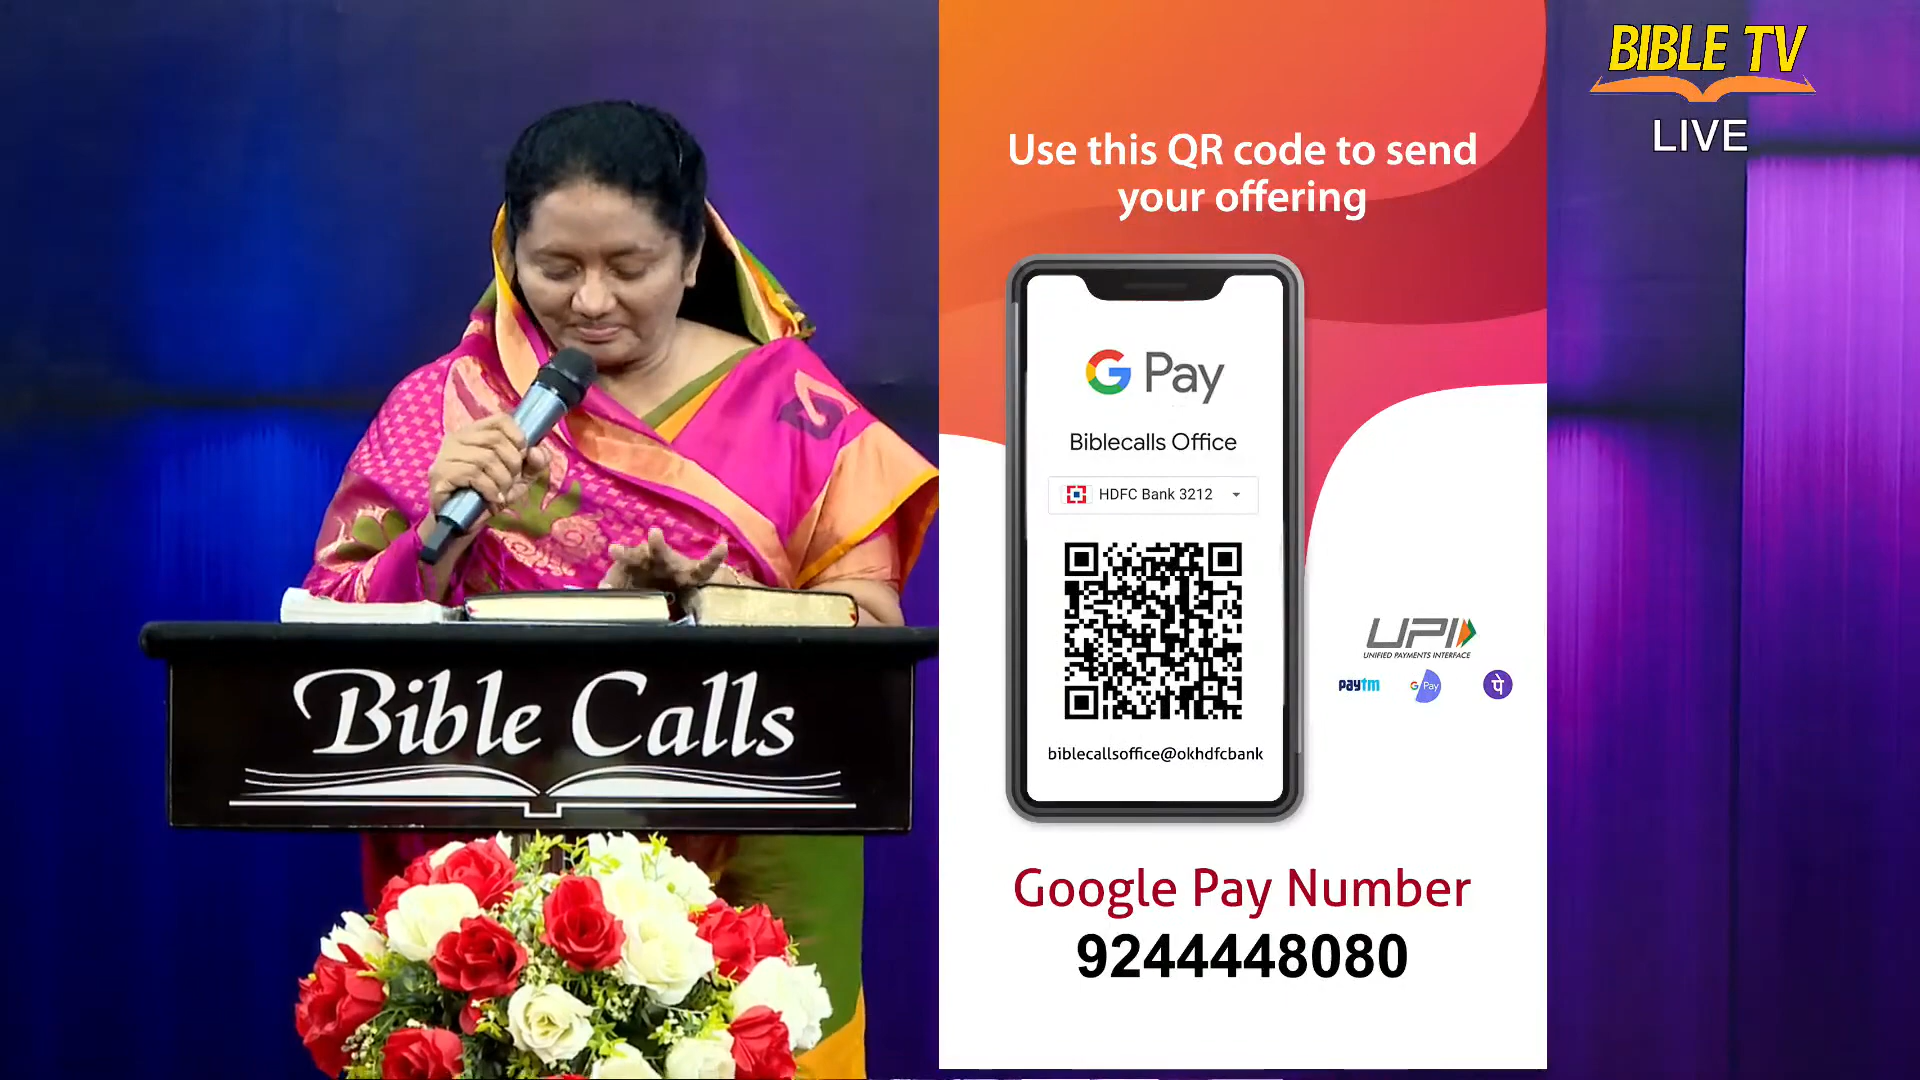 BIBLE TV
LIVE
Use this QR code to send
your offering
G Pay
Biblecalls Office
HDFC Bank 3212
biblecallsoffice@okhdfcbank
UPI
UNIFIED PAYMENTS INTERFACE
paytm
G Pay
पे
Google Pay Number
9244448080
Bible Calls